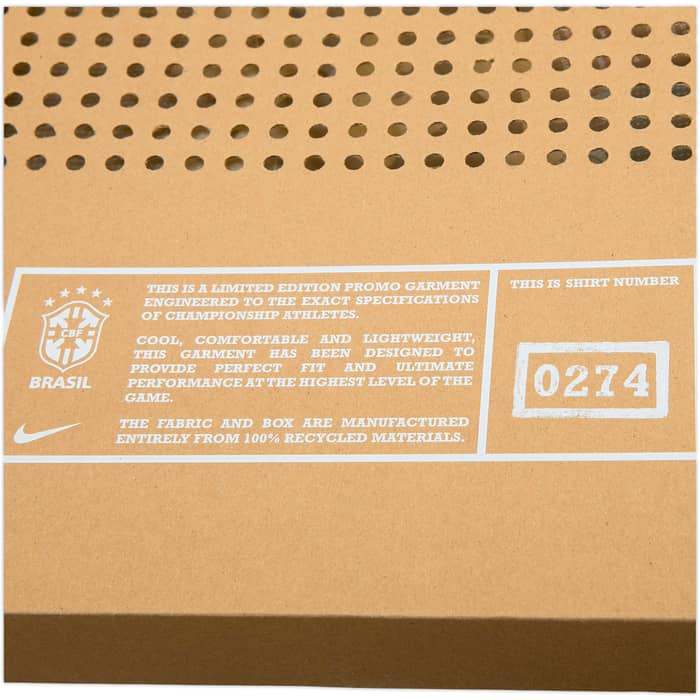 CBF
BRASIL
THIS IS A LIMITED EDITION PROMO GARMENT
ENGINEERED TO THE EXACT SPECIFICATIONS
OF CHAMPIONSHIP ATHLETES.
COOL, COMFORTABLE AND LIGHTWEIGHT,
THIS GARMENT HAS BEEN DESIGNED TO
PROVIDE PERFECT FIT AND ULTIMATE
PERFORMANCE AT THE HIGHEST LEVEL OF THE
GAME.
THE FABRIC AND BOX ARE MANUFACTURED
ENTIRELY FROM 100% RECYCLED MATERIALS.
THIS IS SHIRT NUMBER
0274